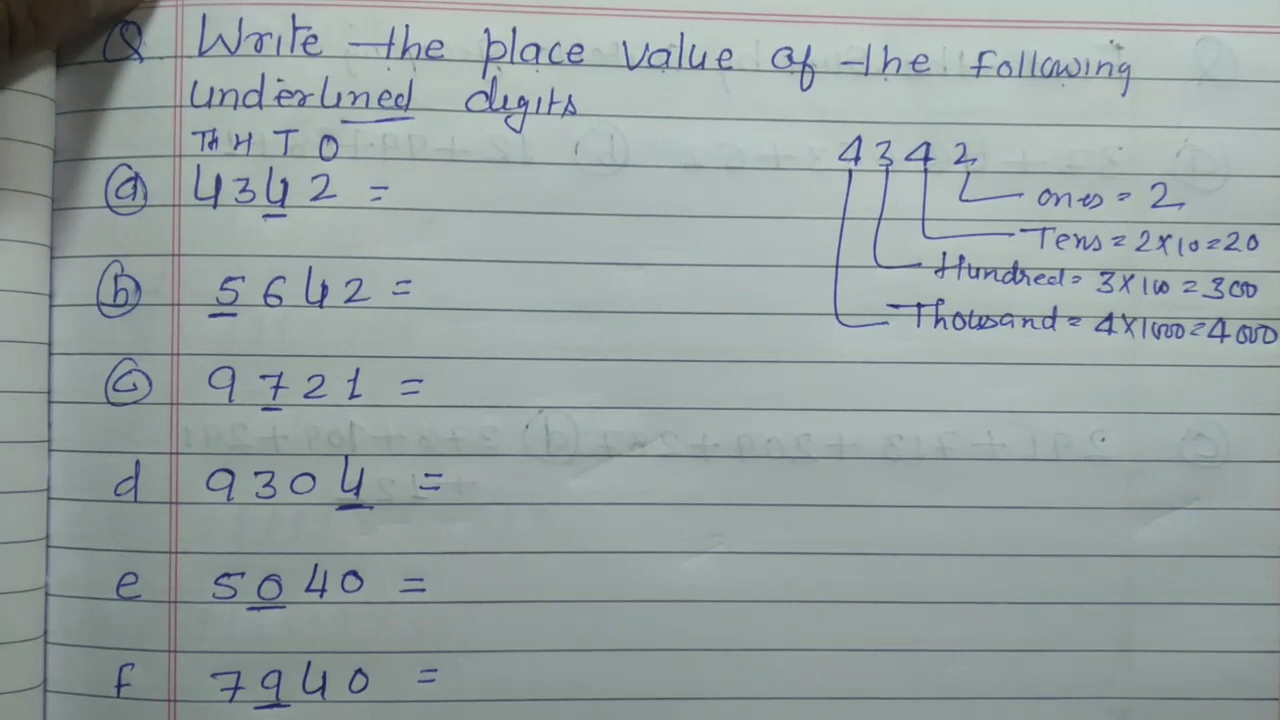 Q Write the place value of the following
underlined digits
TH H T O
a 4342 =
4342
ones = 2
Tens = 2×10=20
Hundred = 3×100=300
Thousand = 4×1000=4000
b 5642 =
c 9721 =
d 9304 =
e 5040 =
f 7940 =